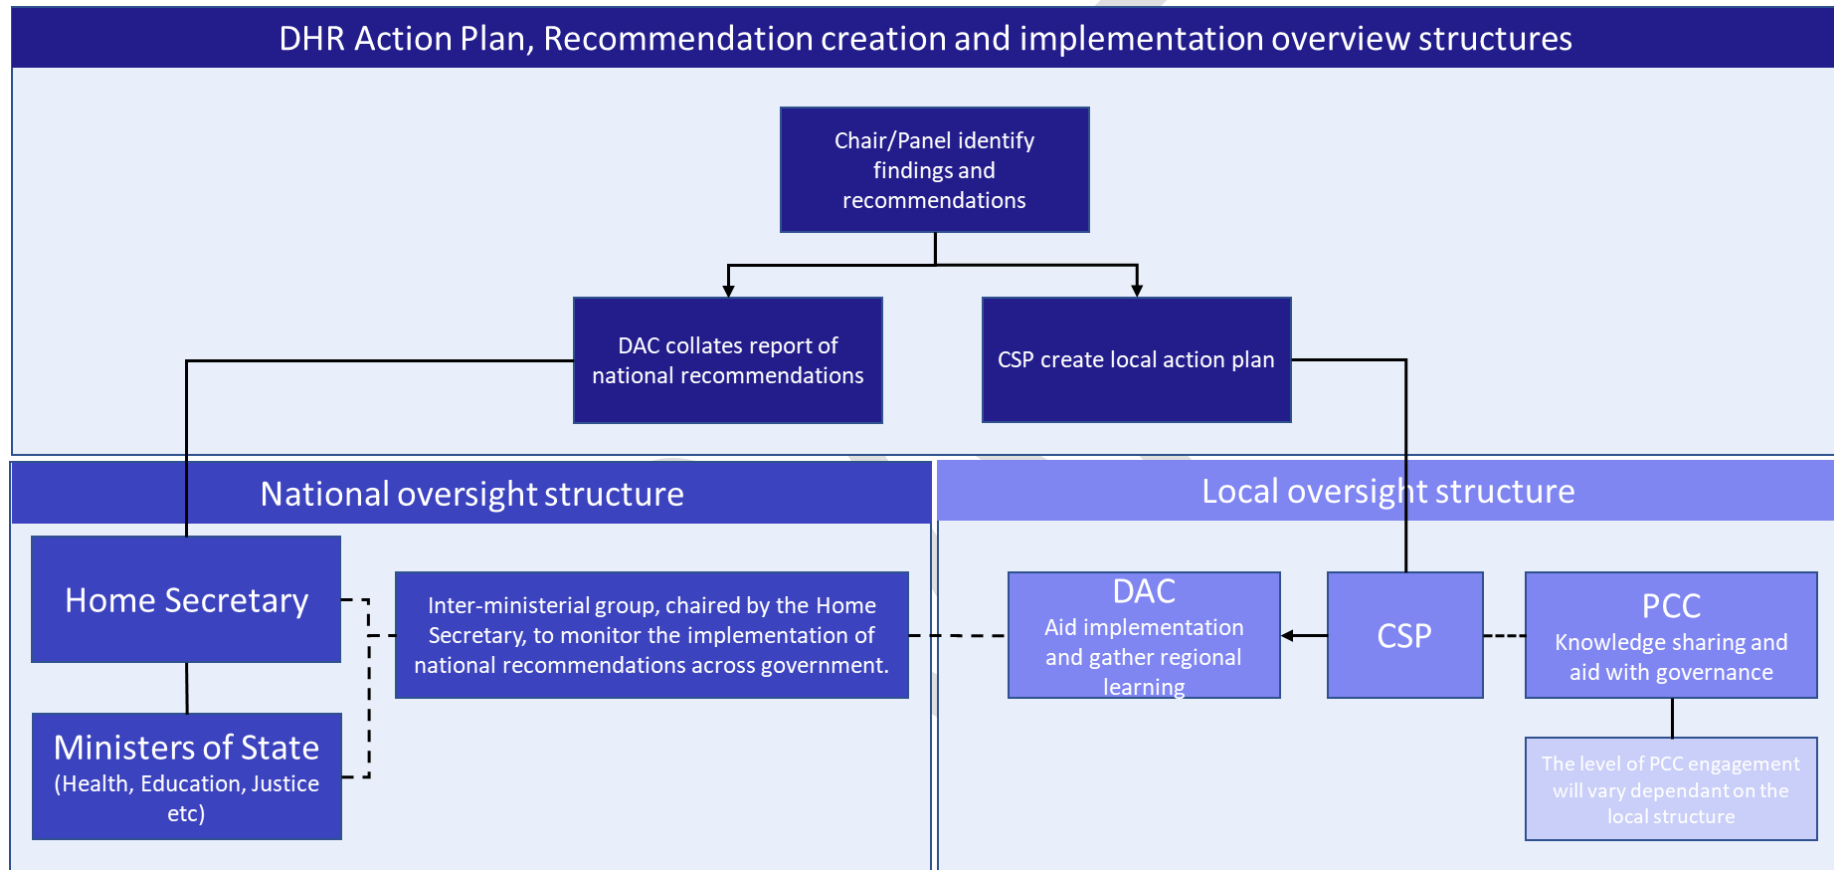 DHR Action Plan, Recommendation creation and implementation overview structures
Chair/Panel identify
findings and
recommendations
DAC collates report of
national recommendations
CSP create local action plan
National oversight structure
Local oversight structure
Home Secretary
Inter-ministerial group, chaired by the Home
Secretary, to monitor the implementation of
national recommendations across government.
Ministers of State
(Health, Education, Justice
etc)
DAC
Aid implementation
and gather regional
learning
CSP
PCC
Knowledge sharing and
aid with governance
The level of PCC engagement
will vary dependant on the
local structure